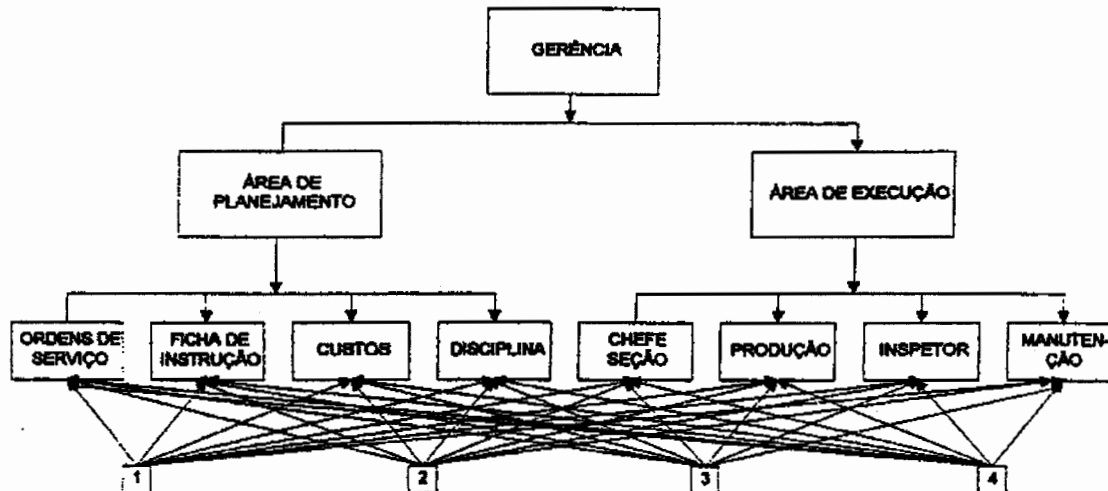 GERÊNCIA
ÁREA DE
PLANEJAMENTO
ÁREA DE EXECUÇÃO
ORDENS DE
SERVIÇO
FICHA DE
INSTRUÇÃO
CUSTOS
DISCIPLINA
CHEFE
SEÇÃO
PRODUÇÃO
INSPETOR
MANUTEN-
ÇÃO
1
2
3
4